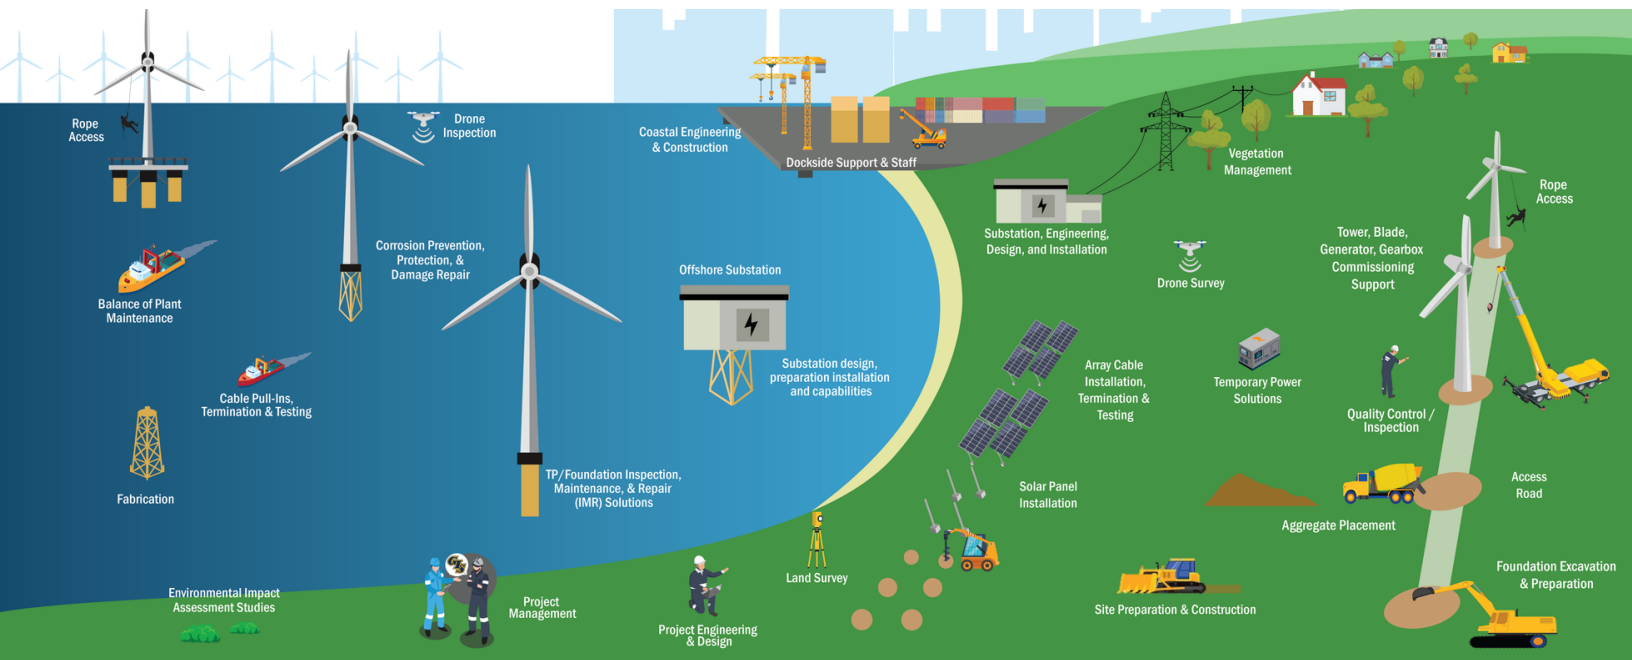 Rope
Access
Drone
Inspection
Corrosion Prevention,
Protection, &
Damage Repair
Balance of Plant
Maintenance
Cable Pull-Ins,
Termination & Testing
Fabrication
TP/Foundation Inspection,
Maintenance, & Repair
(IMR) Solutions
Offshore Substation
Substation design,
preparation installation
and capabilities
Coastal Engineering
& Construction
Dockside Support & Staff
Vegetation
Management
Substation, Engineering,
Design, and Installation
Drone Survey
Rope
Access
Tower, Blade,
Generator, Gearbox
Commissioning
Support
Array Cable
Installation,
Termination &
Testing
Temporary Power
Solutions
Quality Control /
Inspection
Solar Panel
Installation
Access
Road
Aggregate Placement
Environmental Impact
Assessment Studies
GTS
Project
Management
Project Engineering
& Design
Land Survey
Site Preparation & Construction
Foundation Excavation
& Preparation